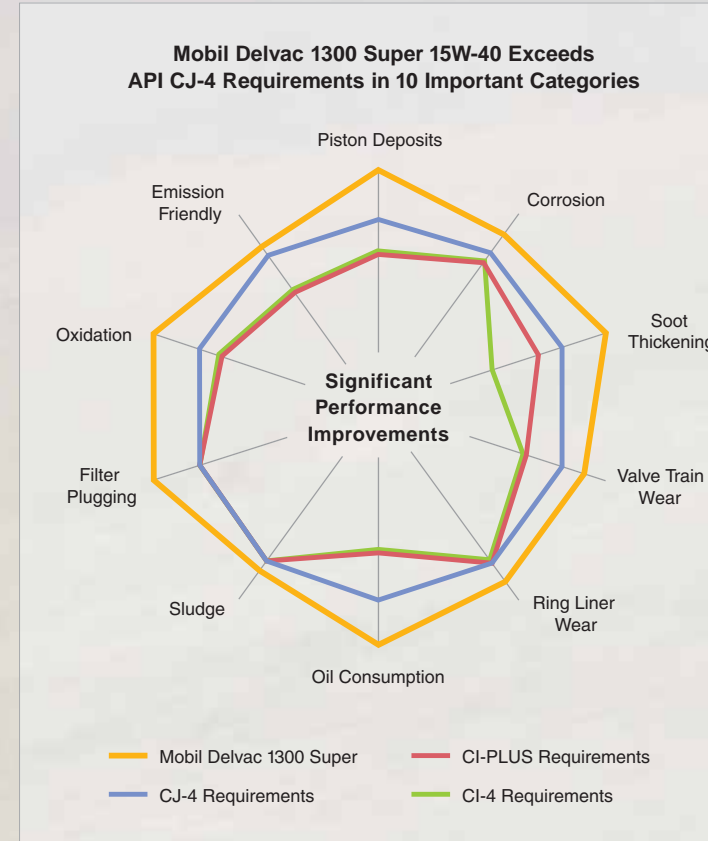 Mobil Delvac 1300 Super 15W-40 Exceeds
API CJ-4 Requirements in 10 Important Categories
Piston Deposits
Emission
Friendly
Corrosion
Oxidation
Soot
Thickening
Significant
Performance
Improvements
Filter
Plugging
Valve Train
Wear
Sludge
Ring Liner
Wear
Oil Consumption
Mobil Delvac 1300 Super
CI-PLUS Requirements
CJ-4 Requirements
CI-4 Requirements